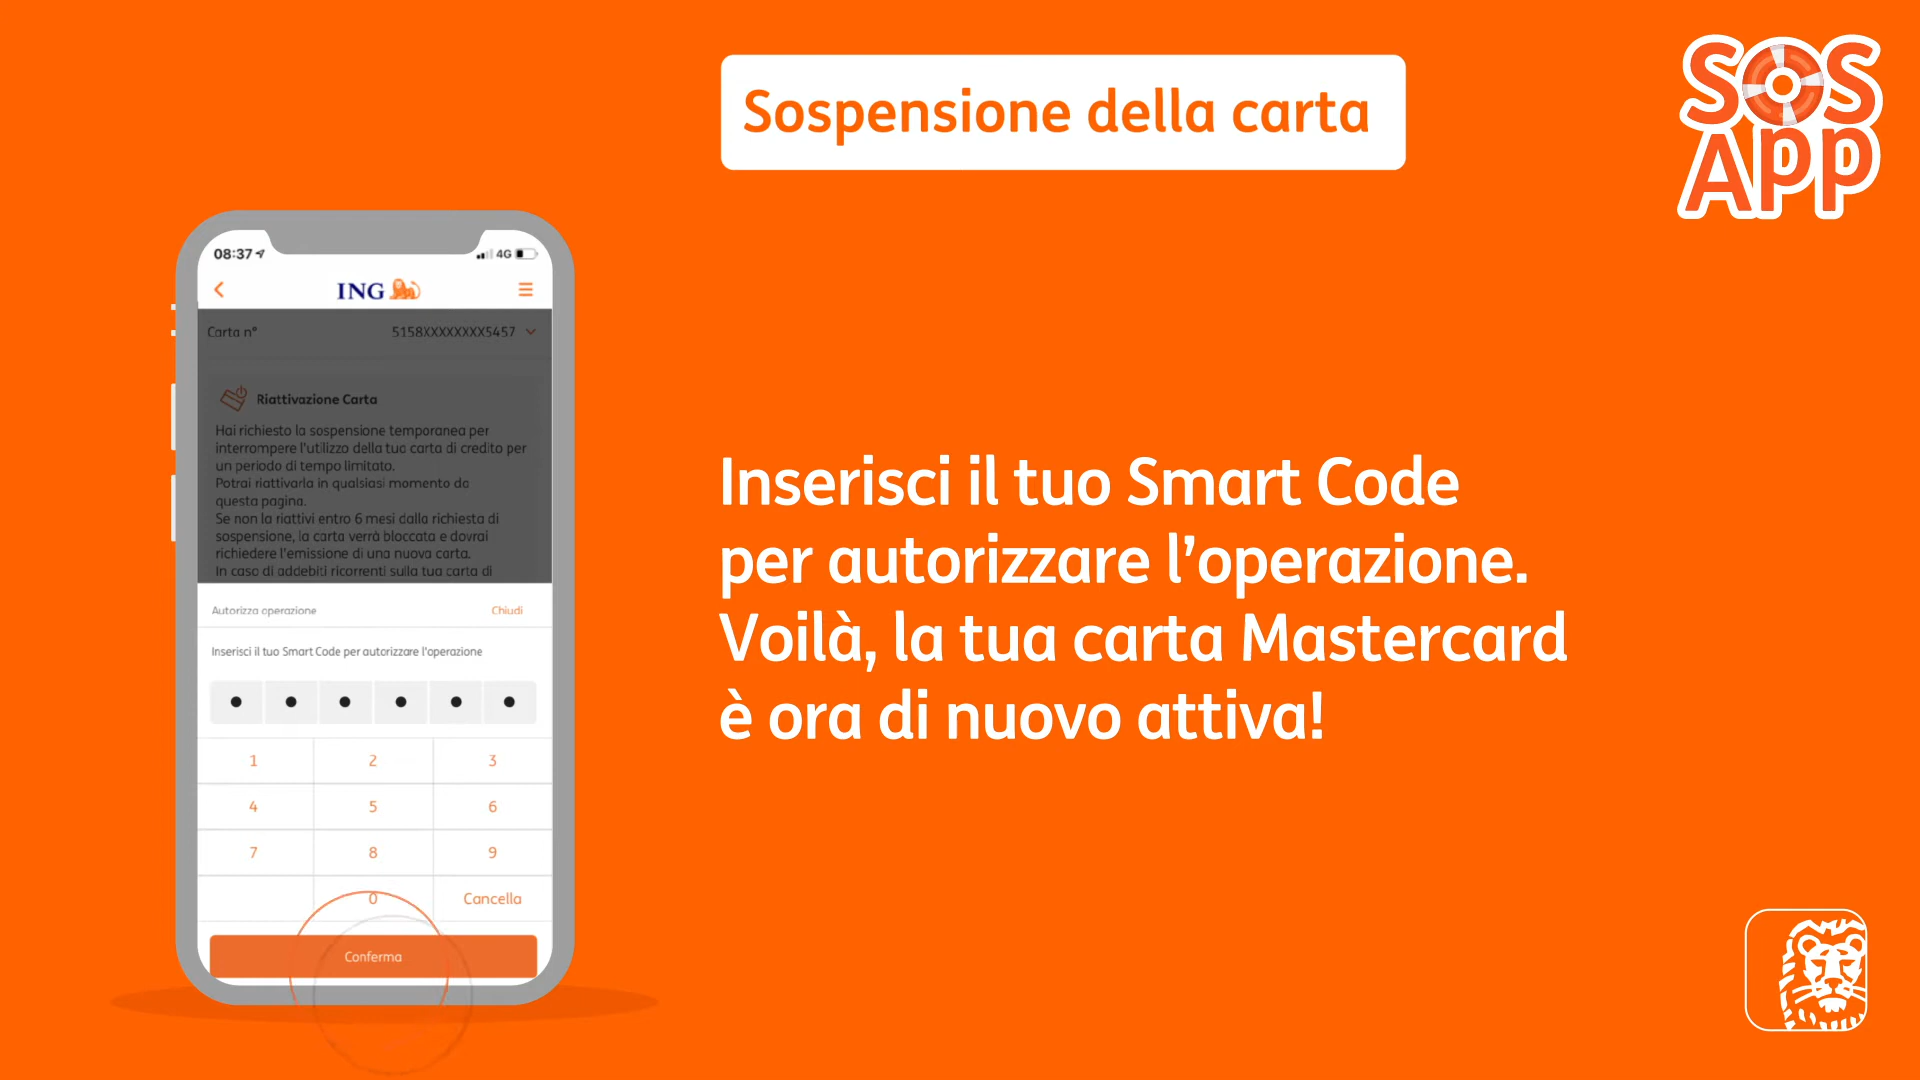 Sospensione della carta
SOS
App
08:37
4G
ING
Carta n°
5158XXXXXXXX5457
Riattivazione Carta
Hai richiesto la sospensione temporanea per
interrompere l'utilizzo della tua carta di credito per
un periodo di tempo limitato.
Potrai riattivarla in qualsiasi momento da
questa pagina.
Se non la riattivi entro 6 mesi dalla richiesta di
sospensione, la carta verrà bloccata e dovrai
richiedere l'emissione di una nuova carta.
In caso di addebiti ricorrenti sulla tua carta di
Autorizza operazione
Chiudi
Inserisci il tuo Smart Code per autorizzare l'operazione
1 2 3
4 5 6
7 8 9
0 Cancella
Conferma
Inserisci il tuo Smart Code
per autorizzare l’operazione.
Voilà, la tua carta Mastercard
è ora di nuovo attiva!